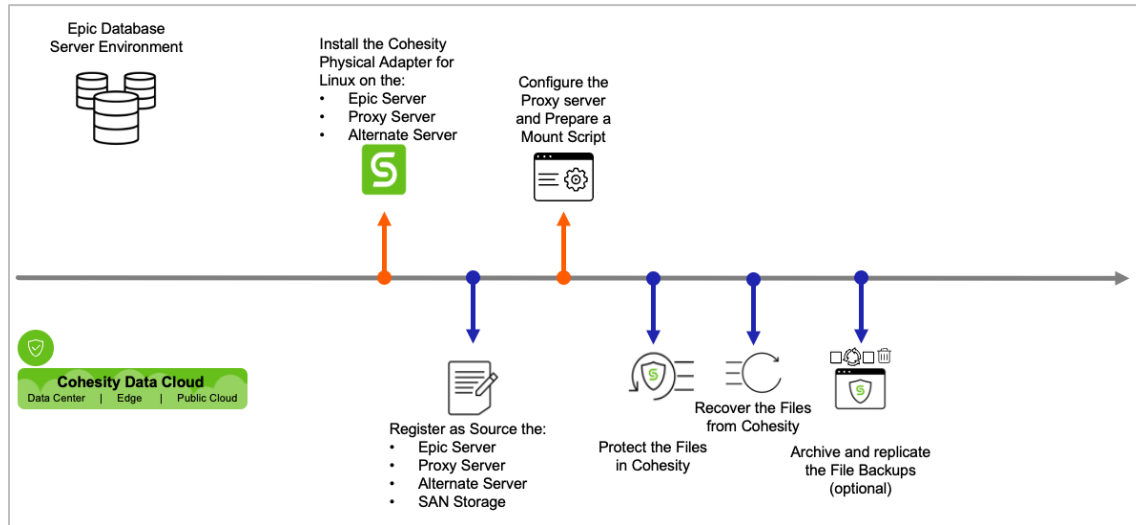 Epic Database
Server Environment
Install the Cohesity
Physical Adapter for
Linux on the:
• Epic Server
• Proxy Server
• Alternate Server
Configure the
Proxy server
and Prepare a
Mount Script
Cohesity Data Cloud
Data Center | Edge | Public Cloud
Register as Source the:
• Epic Server
• Proxy Server
• Alternate Server
• SAN Storage
Protect the Files
in Cohesity
Recover the Files
from Cohesity
Archive and replicate
the File Backups
(optional)